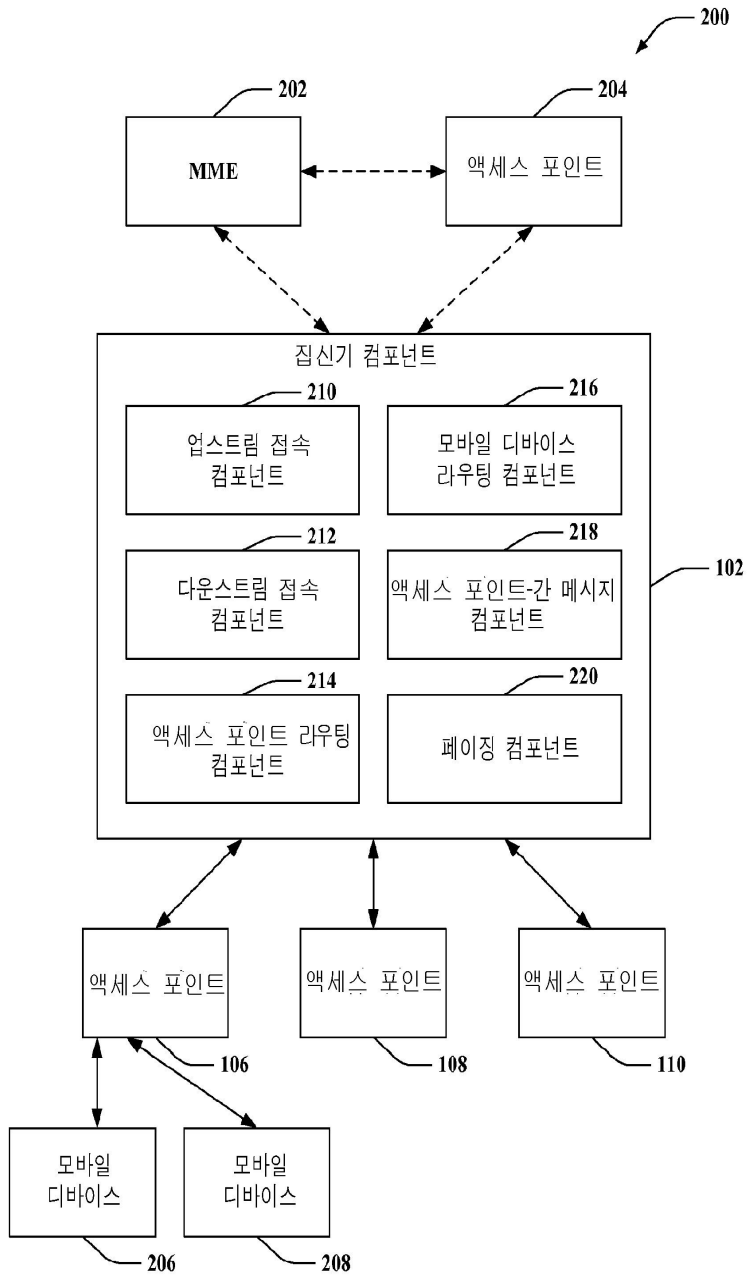 200
202
204
MME
액세스 포인트
집신기 컴포넌트
210
216
업스트림 접속
컴포넌트
모바일 디바이스
라우팅 컴포넌트
212
218
다운스트림 접속
컴포넌트
액세스 포인트-간 메시지
컴포넌트
102
214
220
액세스 포인트 라우팅
컴포넌트
페이징 컴포넌트
액세스 포인트
액세스 포인트
액세스 포인트
106
108
110
모바일
디바이스
모바일
디바이스
206
208